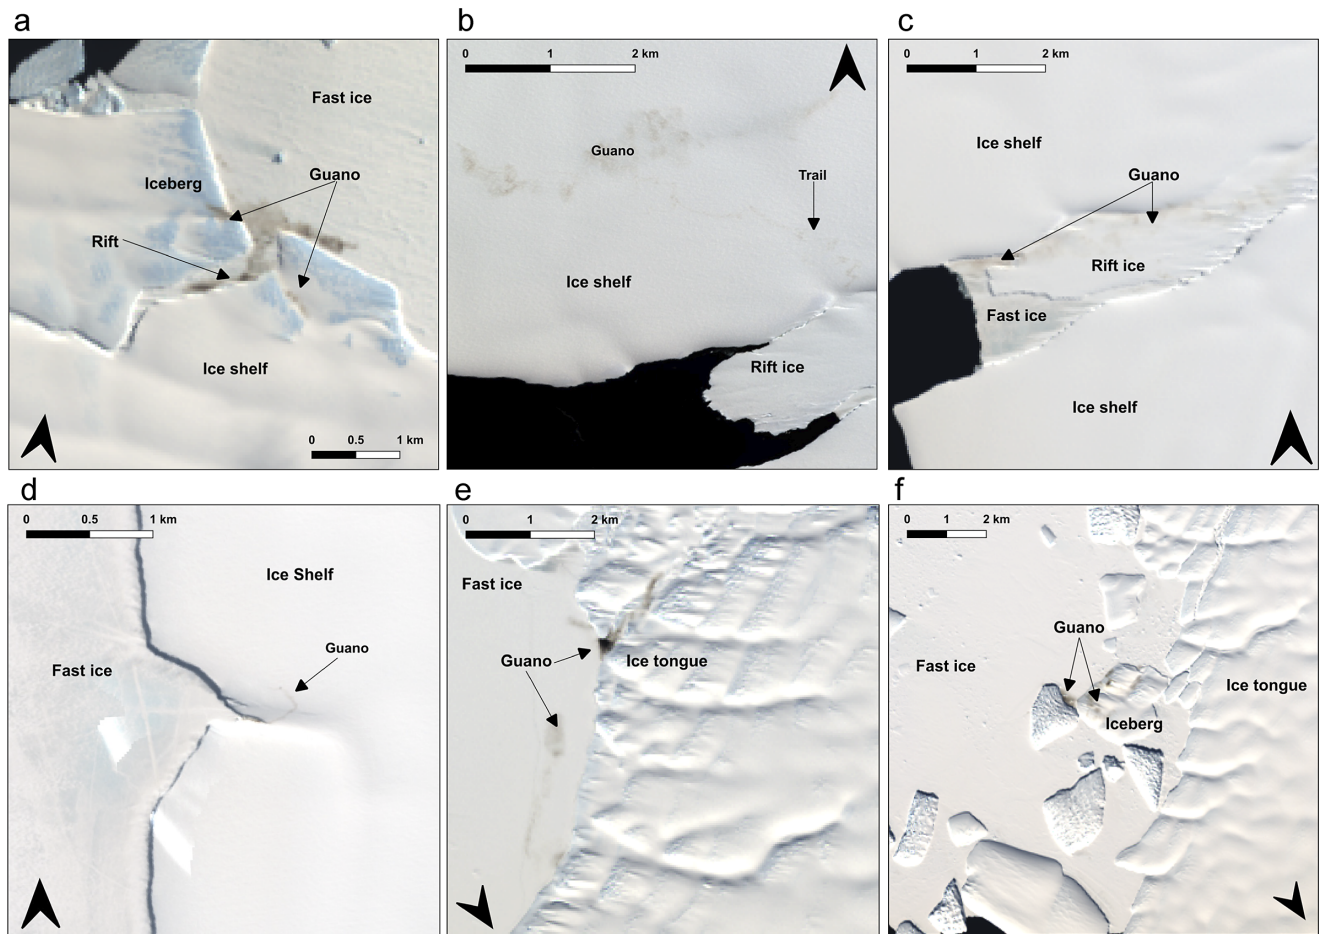 a
Fast ice
Iceberg
Guano
Rift
Ice shelf
0 0.5 1 km
b
0 1 2 km
Guano
Trail
Ice shelf
Rift ice
c
0 1 2 km
Ice shelf
Guano
Rift ice
Fast ice
Ice shelf
d
0 0.5 1 km
Ice Shelf
Guano
Fast ice
e
0 1 2 km
Fast ice
Guano
Ice tongue
f
0 1 2 km
Guano
Fast ice
Ice tongue
Iceberg